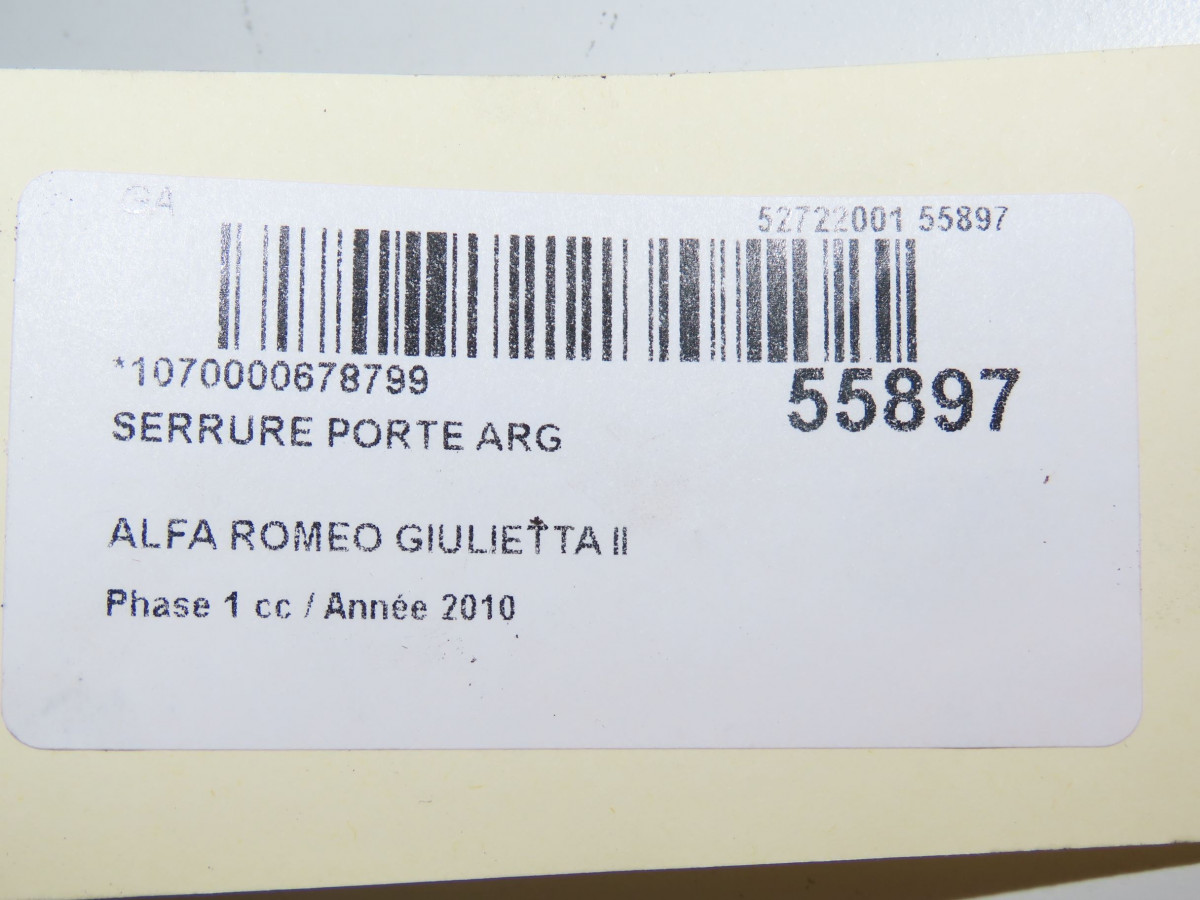 52722001 55897
*1070000678799
55897
SERRURE PORTE ARG
ALFA ROMEO GIULIETTA II
Phase 1 cc / Année 2010